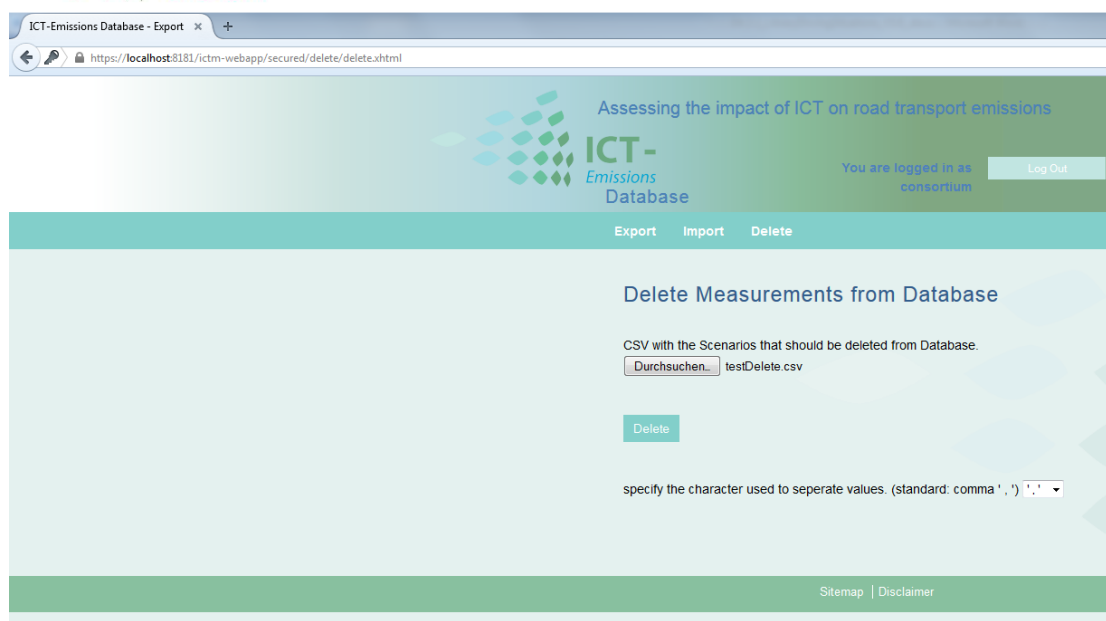 ICT-Emissions Database - Export
https://localhost:8181/ictm-webapp/secured/delete/delete.xhtml
Assessing the impact of ICT on road transport emissions
ICT-
Emissions
Database
You are logged in as
consortium
Log Out
Export Import Delete
Delete Measurements from Database
CSV with the Scenarios that should be deleted from Database.
Durchsuchen... testDelete.csv
Delete
specify the character used to seperate values. (standard: comma ' , ') ','
Sitemap | Disclaimer